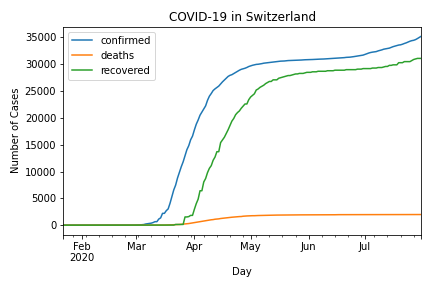 COVID-19 in Switzerland
confirmed
deaths
recovered
Number of Cases
35000
30000
25000
20000
15000
10000
5000
0
Feb Mar Apr May Jun Jul
2020
Day